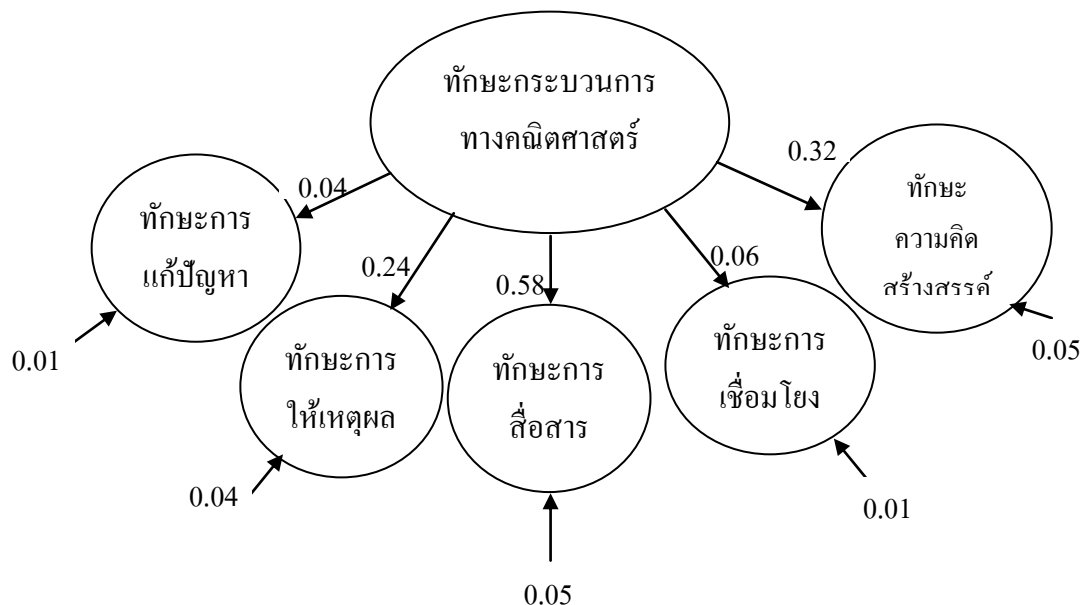 ทักษะกระบวนการ
ทางคณิตศาสตร์
0.32
ทักษะ
ความคิด
สร้างสรรค์
0.04
ทักษะการ
แก้ปัญหา
0.24
0.58
0.06
0.01
ทักษะการ
ให้เหตุผล
ทักษะการ
สื่อสาร
ทักษะการ
เชื่อมโยง
0.05
0.04
0.01
0.05